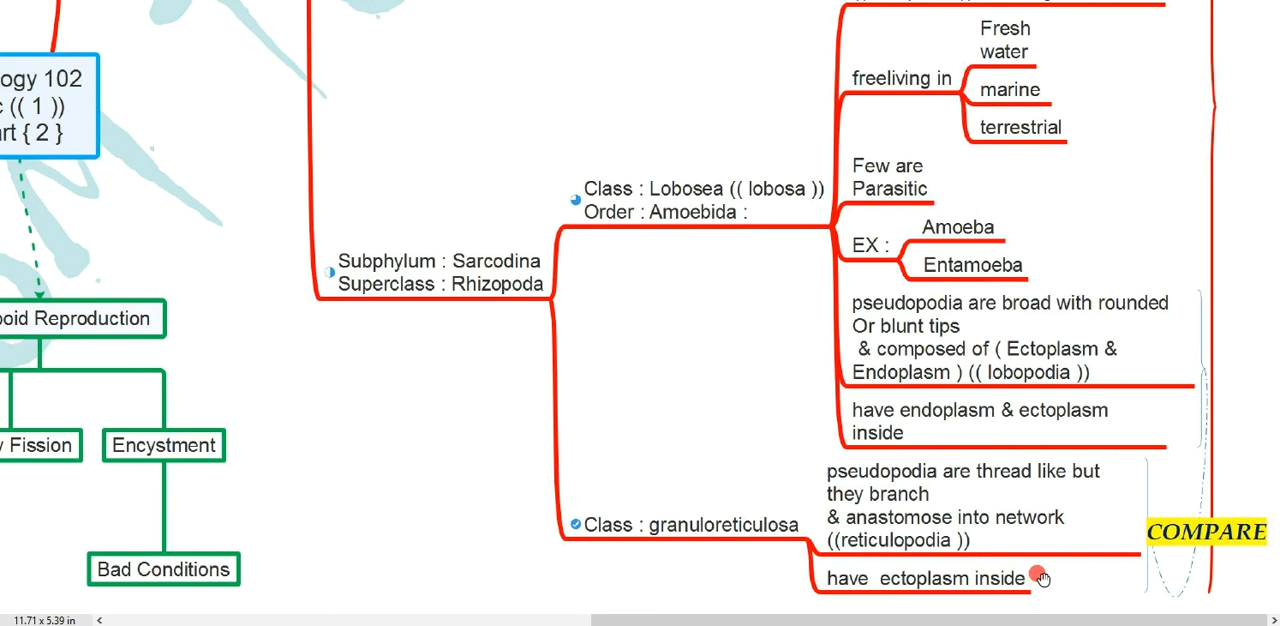 ogy 102
(( 1 ))
art { 2 }
oid Reproduction
Fission
Encystment
Bad Conditions
Subphylum : Sarcodina
Superclass : Rhizopoda
Class : Lobosea (( lobosa ))
Order : Amoebida :
freeliving in
Fresh
water
marine
terrestrial
Few are
Parasitic
EX :
Amoeba
Entamoeba
pseudopodia are broad with rounded
Or blunt tips
& composed of ( Ectoplasm &
Endoplasm ) (( lobopodia ))
have endoplasm & ectoplasm
inside
Class : granuloreticulosa
pseudopodia are thread like but
they branch
& anastomose into network
((reticulopodia ))
have ectoplasm inside
COMPARE
11.71 x 5.39 in